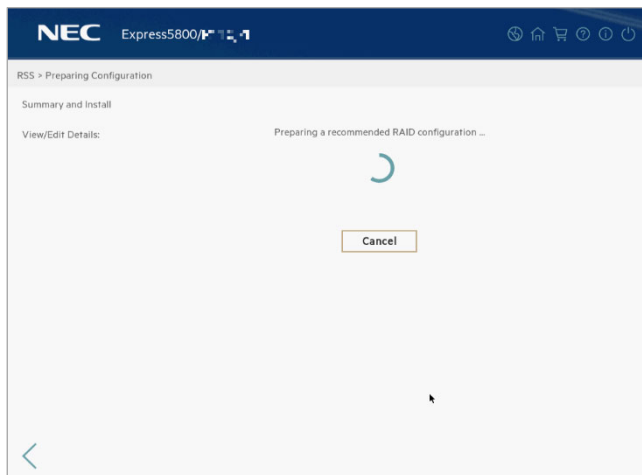 NEC
Express5800/
RSS > Preparing Configuration
Summary and Install
View/Edit Details:
Preparing a recommended RAID configuration ...
Cancel